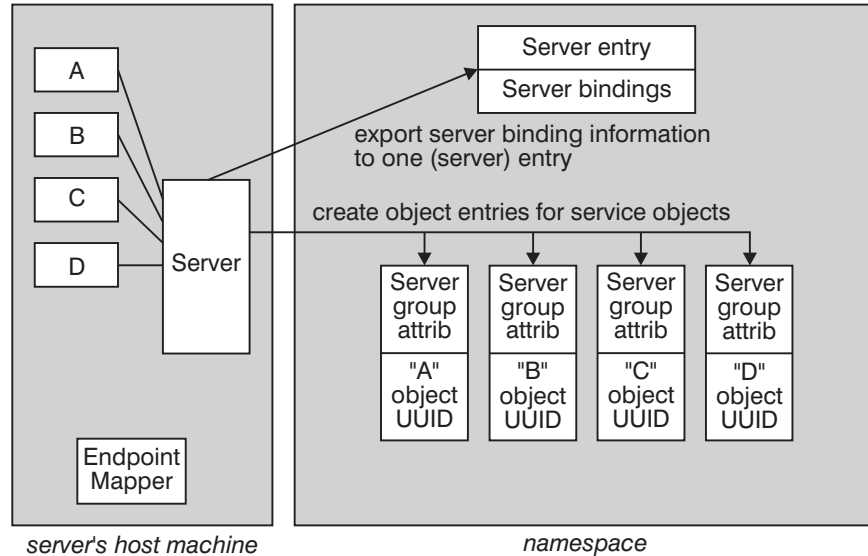 A
B
C
D
Server
Endpoint
Mapper
server's host machine
Server entry
Server bindings
export server binding information
to one (server) entry
create object entries for service objects
Server
group
attrib
"A"
object
UUID
Server
group
attrib
"B"
object
UUID
Server
group
attrib
"C"
object
UUID
Server
group
attrib
"D"
object
UUID
namespace